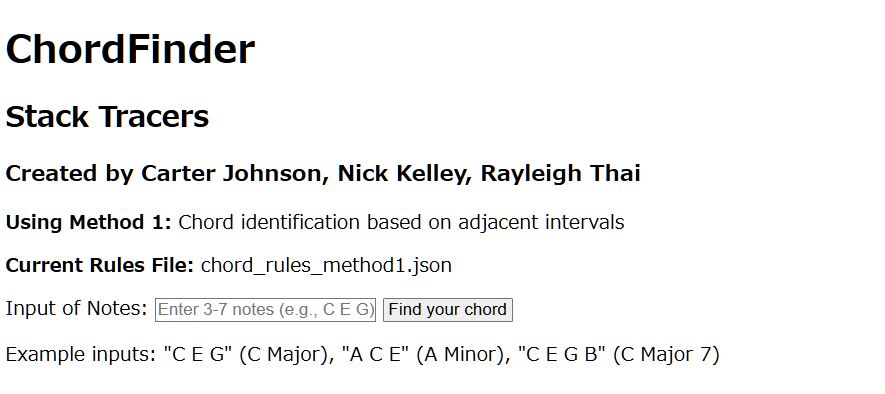 ChordFinder
Stack Tracers
Created by Carter Johnson, Nick Kelley, Rayleigh Thai
Using Method 1: Chord identification based on adjacent intervals
Current Rules File: chord_rules_method1.json
Input of Notes: Enter 3-7 notes (e.g., C E G) Find your chord
Example inputs: "C E G" (C Major), "A C E" (A Minor), "C E G B" (C Major 7)